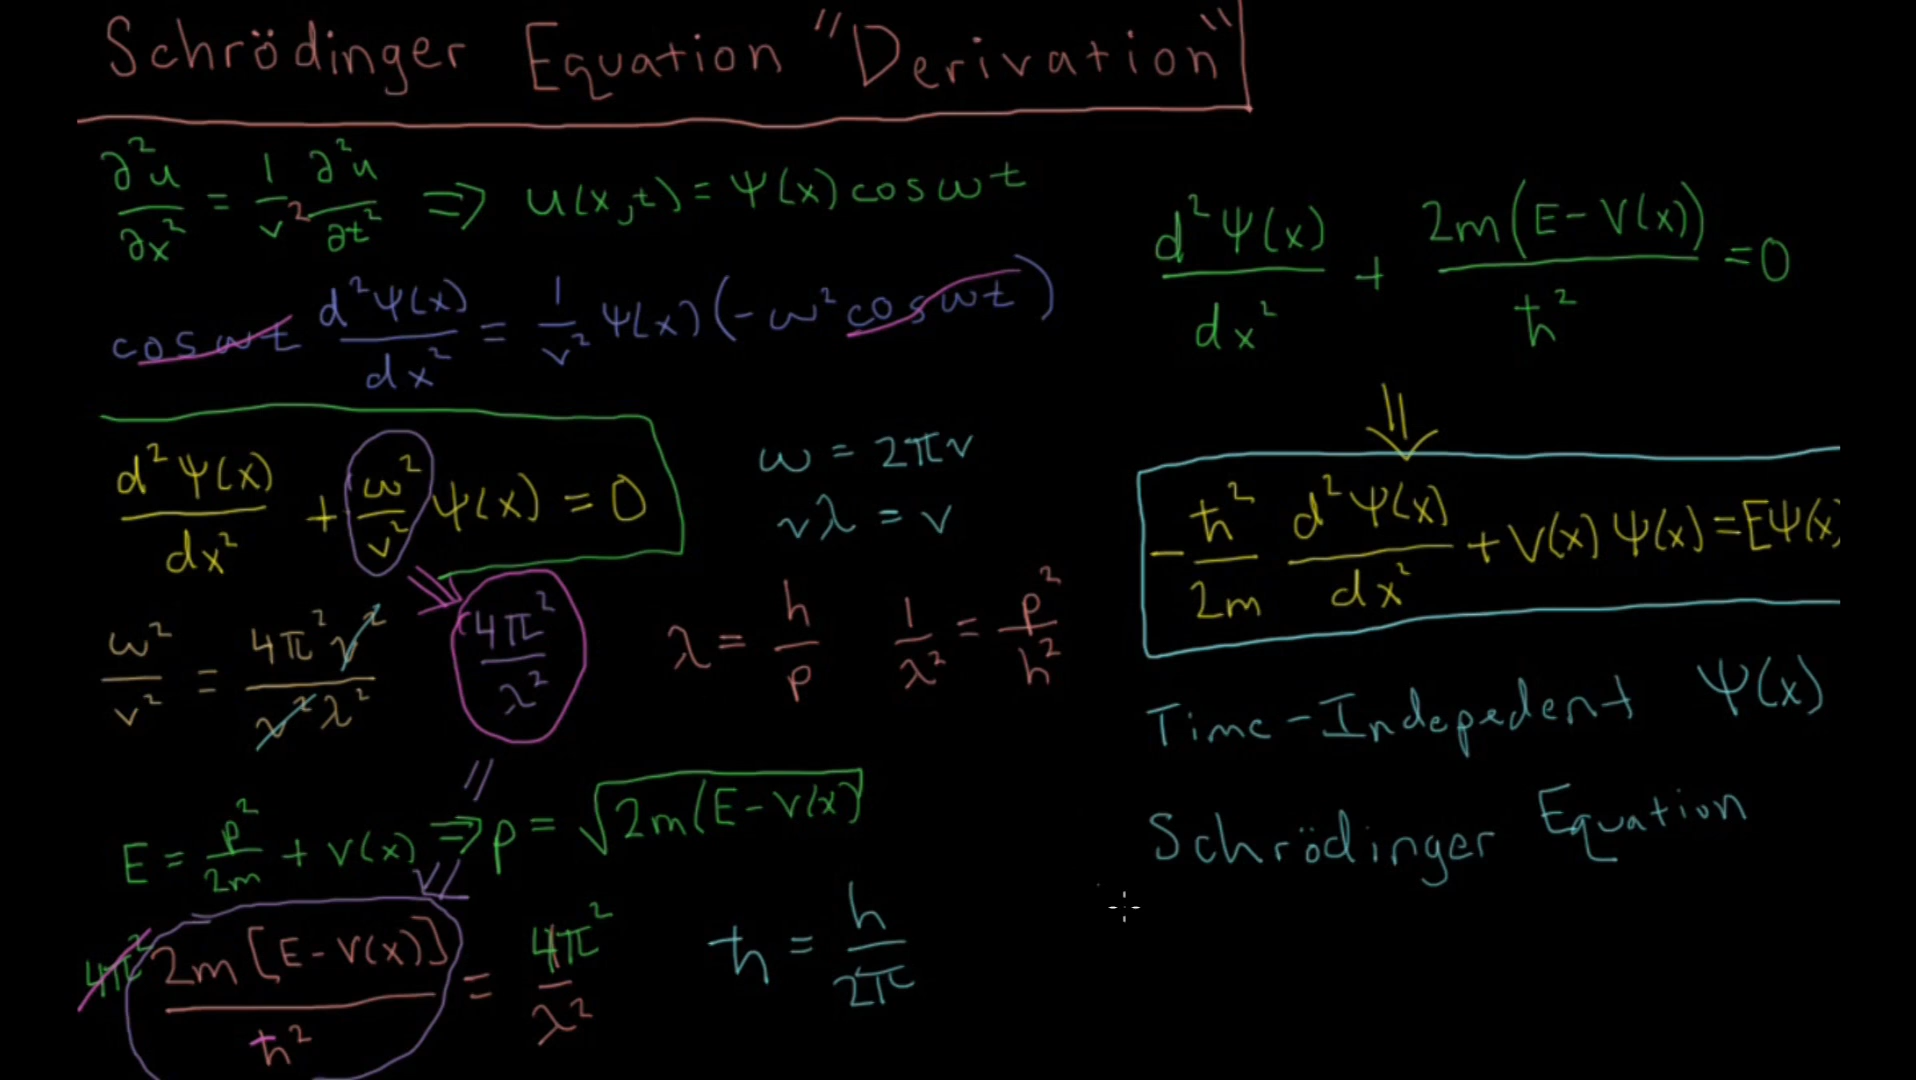 Schrödinger Equation "Derivation"
∂²u/∂x² = 1/v² ∂²u/∂t² ⇒ u(x,t) = Ψ(x) cos ωt
cos ωt d²Ψ(x)/dx² = 1/v² Ψ(x) (-ω² cos ωt)
d²Ψ(x)/dx² + ω²/v² Ψ(x) = 0
ω = 2πν
νλ = v
ω²/v² = 4π²ν²/ν²λ²
4π²/λ²
λ = h/p
1/λ² = p²/h²
E = p²/2m + V(x) ⇒ p = √2m(E - V(x)
4π² 2m[E - V(x)]/ħ² = 4π²/λ²
ħ = h/2π
d²Ψ(x)/dx² + 2m(E - V(x))/ħ² = 0
-ħ²/2m d²Ψ(x)/dx² + V(x) Ψ(x) = EΨ(x)
Time-Indepedent Ψ(x)
Schrödinger Equation